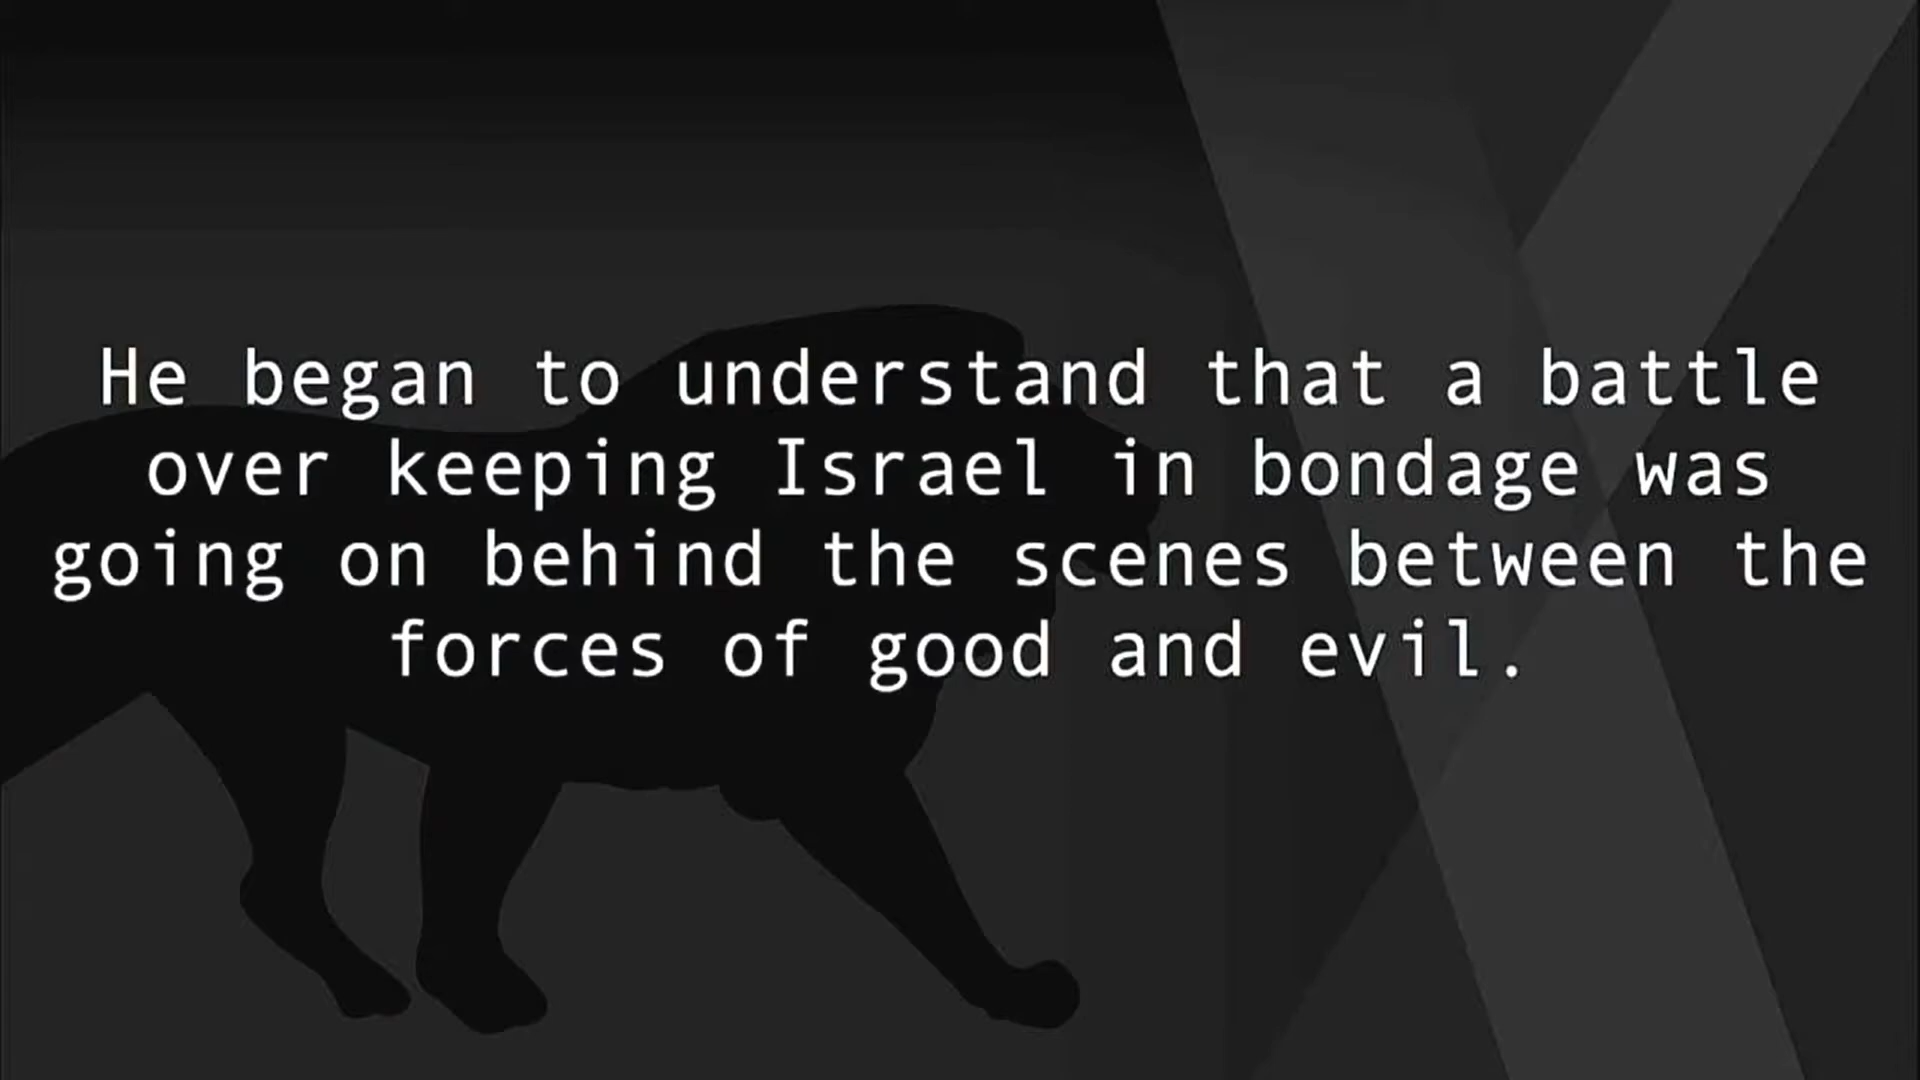 He began to understand that a battle
over keeping Israel in bondage was
going on behind the scenes between the
forces of good and evil.